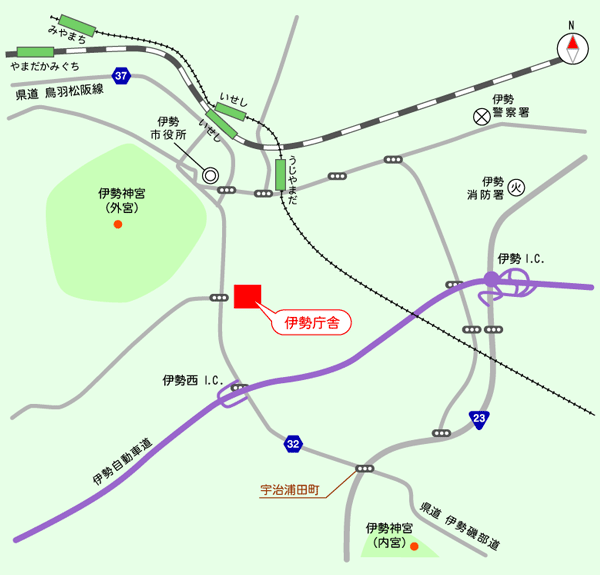 みやまち
N
やまだかみぐち
37
県道 鳥羽松阪線
いせし
いせし
伊勢
市役所
伊勢
警察署
うじやまだ
伊勢
消防署
火
伊勢神宮
(外宮)
伊勢 I.C.
伊勢庁舎
伊勢西 I.C.
23
32
伊勢自動車道
宇治浦田町
県道 伊勢磯部道
伊勢神宮
(内宮)